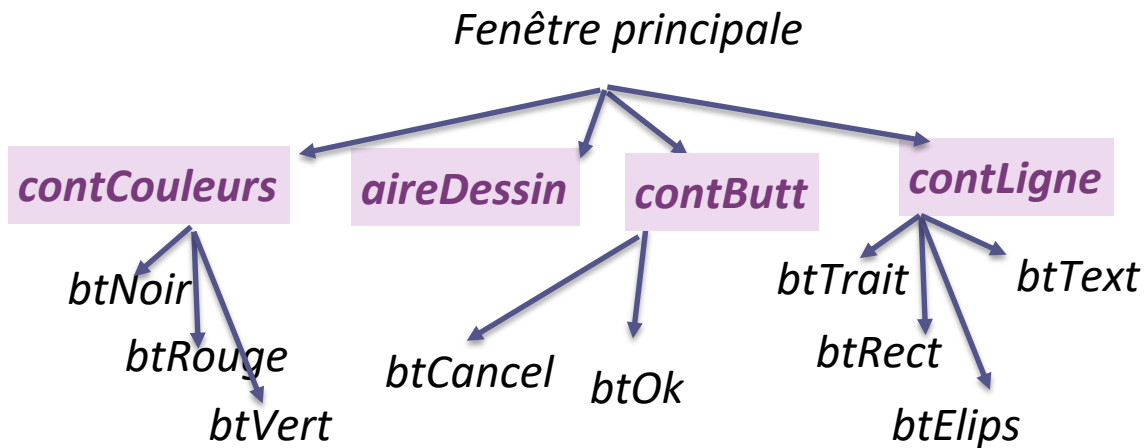 Fenêtre principale
contCouleurs
aireDessin
contButt
contLigne
btNoir
btRouge
btVert
btCancel
btOk
btTrait
btText
btRect
btElips